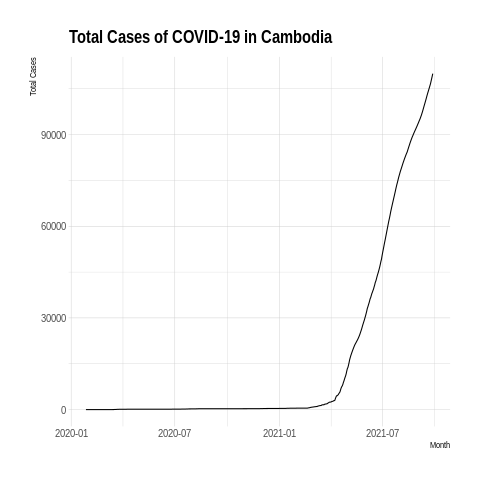 Total Cases of COVID-19 in Cambodia
Total Cases
90000
60000
30000
0
2020-01 2020-07 2021-01 2021-07
Month